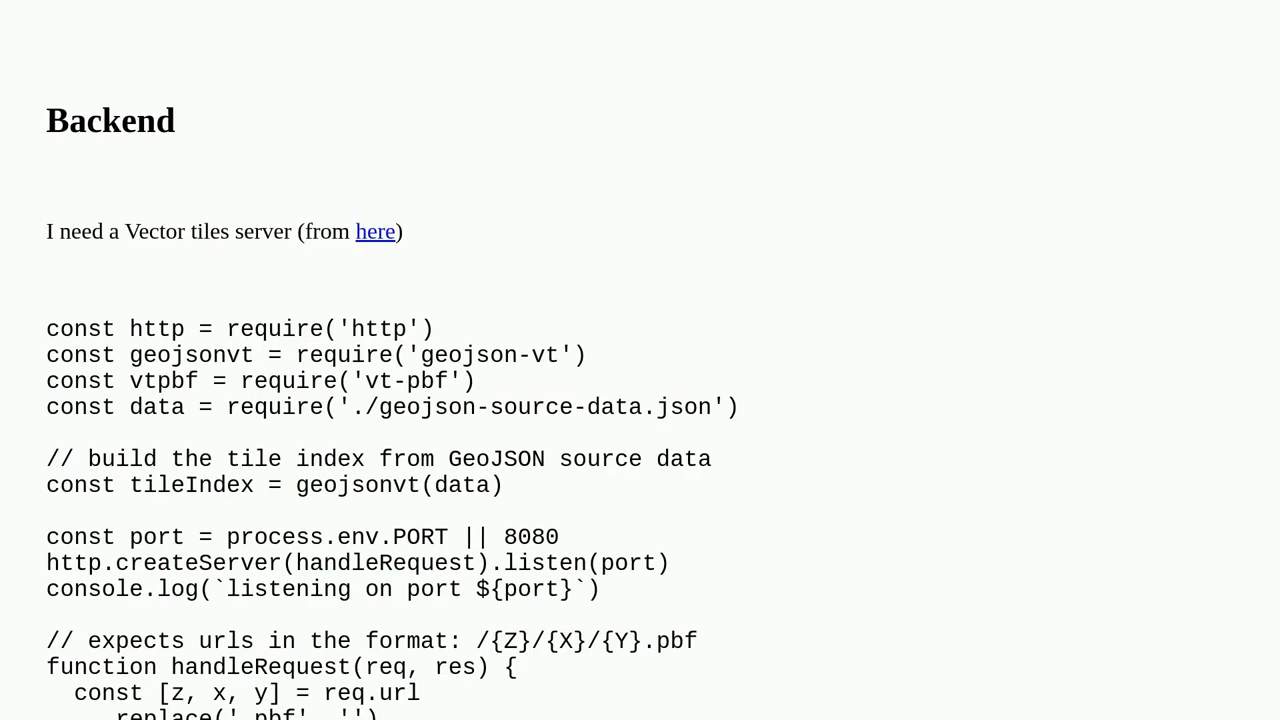 Backend
I need a Vector tiles server (from here)
const http = require('http')
const geojsonvt = require('geojson-vt')
const vtpbf = require('vt-pbf')
const data = require('./geojson-source-data.json')
// build the tile index from GeoJSON source data
const tileIndex = geojsonvt(data)
const port = process.env.PORT || 8080
http.createServer(handleRequest).listen(port)
console.log(`listening on port ${port}`)
// expects urls in the format: /{Z}/{X}/{Y}.pbf
function handleRequest(req, res) {
  const [z, x, y] = req.url
    .replace('.pbf', '')